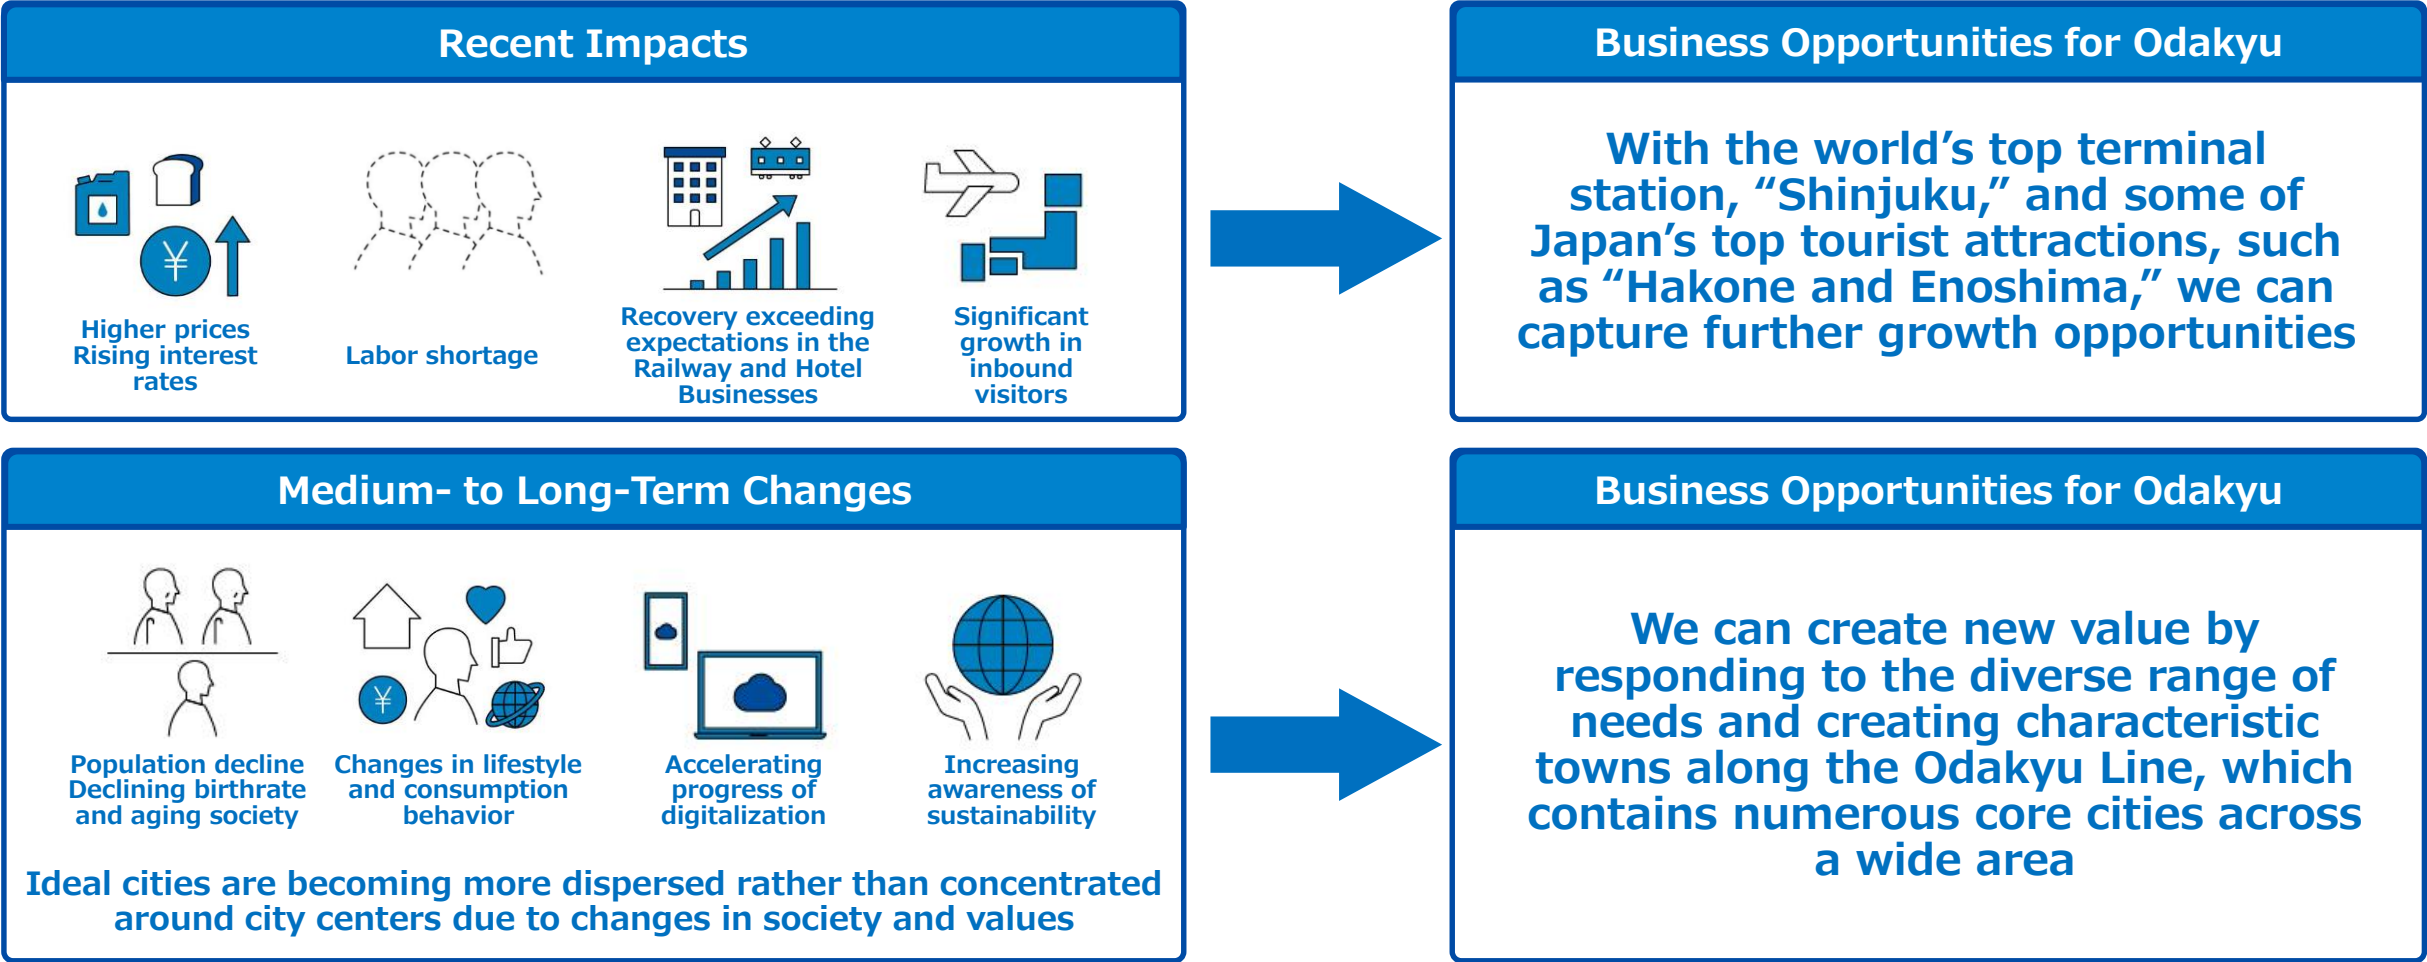 Recent Impacts
Higher prices
Rising interest
rates
Labor shortage
Recovery exceeding
expectations in the
Railway and Hotel
Businesses
Significant
growth in
inbound
visitors
Business Opportunities for Odakyu
With the world’s top terminal
station, “Shinjuku,” and some of
Japan’s top tourist attractions, such
as “Hakone and Enoshima,” we can
capture further growth opportunities
Medium- to Long-Term Changes
Population decline
Declining birthrate
and aging society
Changes in lifestyle
and consumption
behavior
Accelerating
progress of
digitalization
Increasing
awareness of
sustainability
Ideal cities are becoming more dispersed rather than concentrated
around city centers due to changes in society and values
Business Opportunities for Odakyu
We can create new value by
responding to the diverse range of
needs and creating characteristic
towns along the Odakyu Line, which
contains numerous core cities across
a wide area
¥
¥